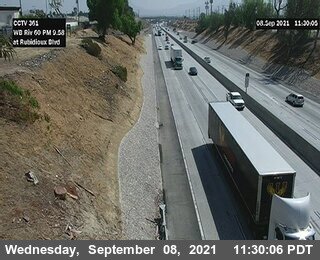 CCTV 361
WB Riv 60 PM 9.58
at Rubidioux Blvd
08.Sep 2021
11:30:05
Wednesday, September 08, 2021 11:30:06 PDT